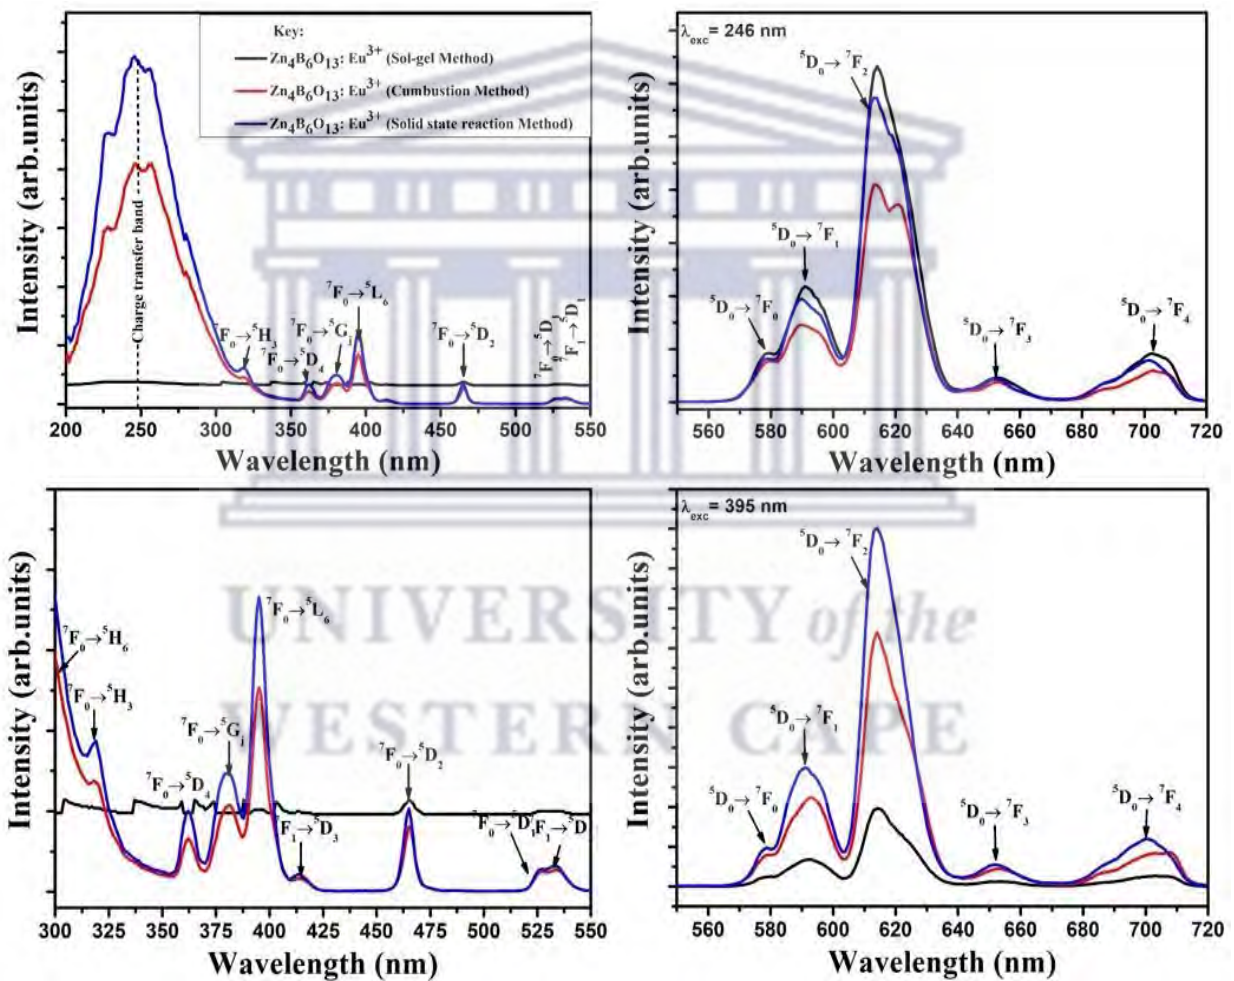 Key:
Zn4B6O13: Eu3+ (Sol-gel Method)
Zn4B6O13: Eu3+ (Cumbustion Method)
Zn4B6O13: Eu3+ (Solid state reaction Method)
Intensity (arb.units)
Charge transfer band
7F0→5H3
7F0→5D4
7F0→5Gj
7F0→5L6
7F0→5D2
7F0→5D1
7F1→5D1
200 250 300 350 400 450 500 550
Wavelength (nm)
λexc= 246 nm
Intensity (arb.units)
5D0→7F0
5D0→7F1
5D0→7F2
5D0→7F3
5D0→7F4
560 580 600 620 640 660 680 700 720
Wavelength (nm)
Intensity (arb.units)
7F0→5H6
7F0→5H3
7F0→5D4
7F0→5Gj
7F0→5L6
7F1→5D3
7F0→5D2
7F0→5D1
7F1→5D
300 325 350 375 400 425 450 475 500 525 550
Wavelength (nm)
λexc= 395 nm
Intensity (arb.units)
5D0→7F0
5D0→7F1
5D0→7F2
5D0→7F3
5D0→7F4
560 580 600 620 640 660 680 700 720
Wavelength (nm)
UNIVERSITY of the
WESTERN CAPE